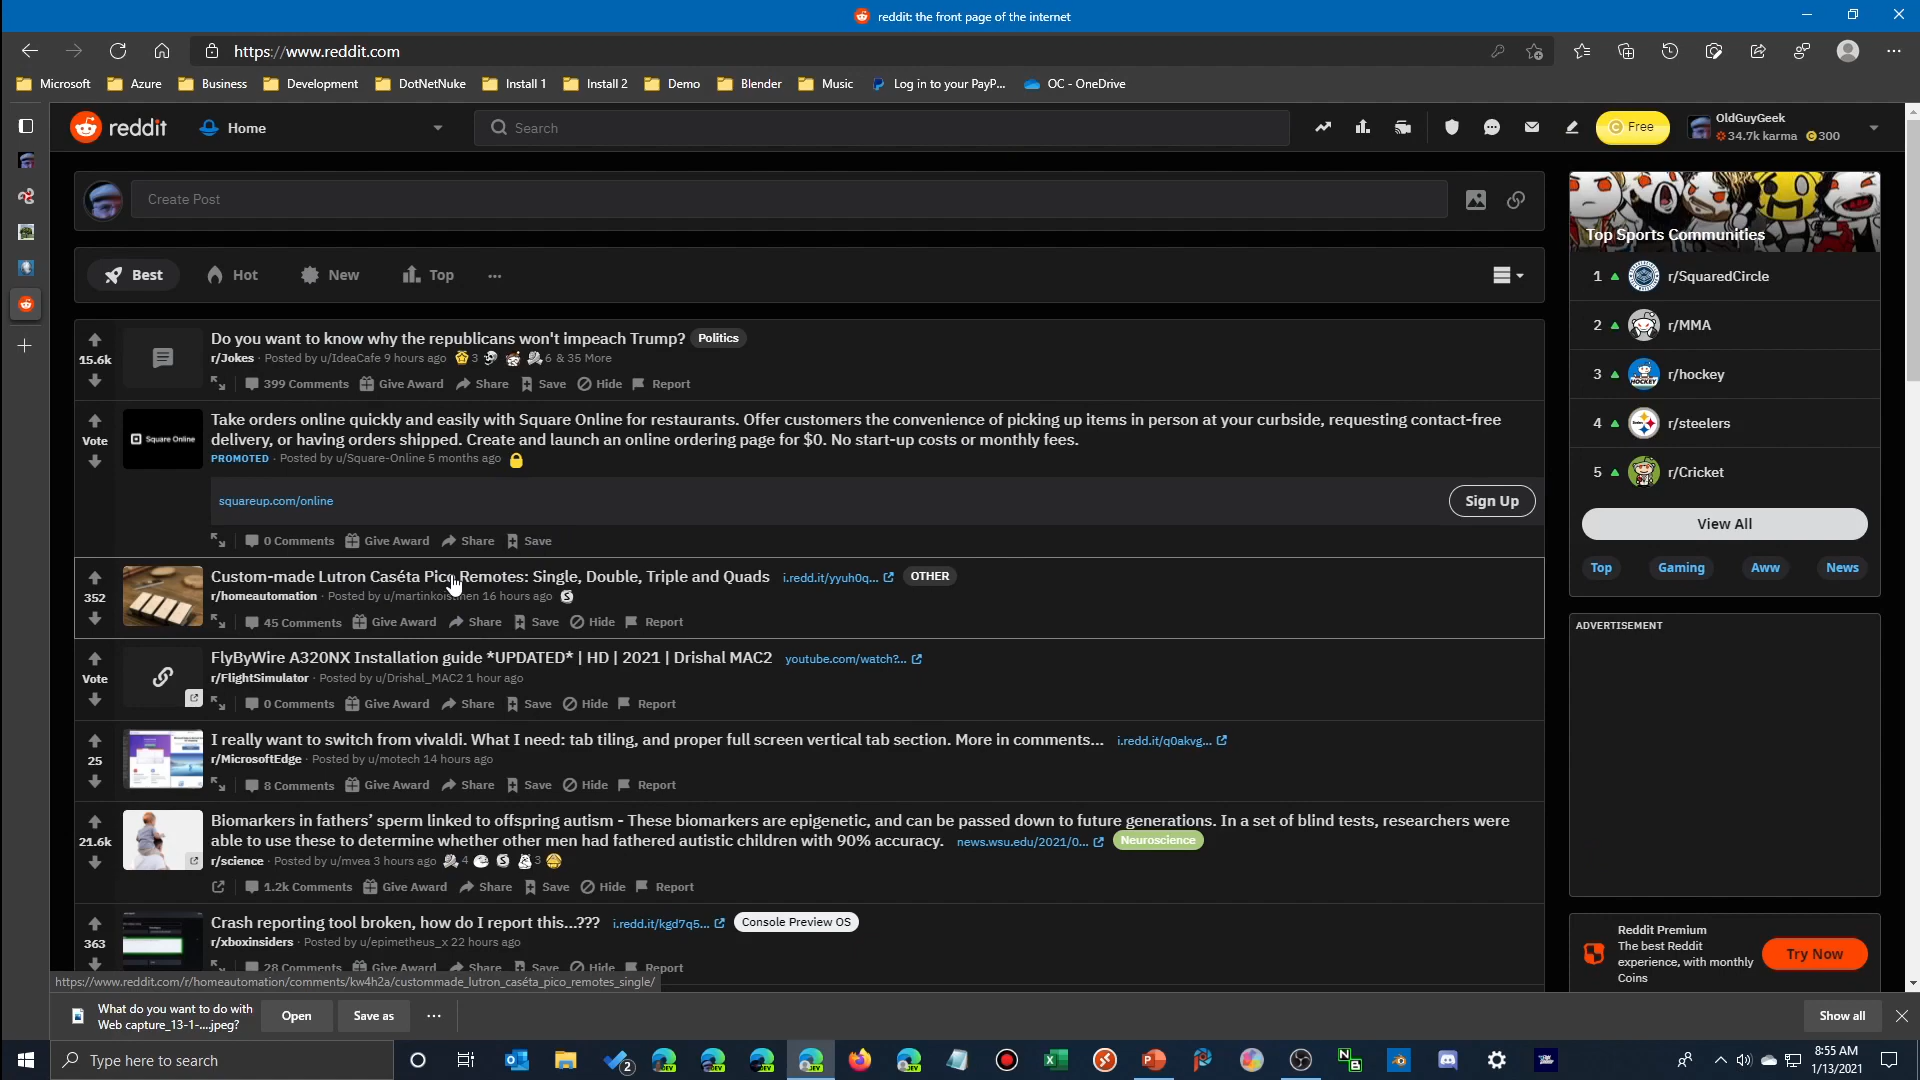 reddit: the front page of the internet
https://www.reddit.com
Microsoft
Azure
Business
Development
DotNetNuke
Install 1
Install 2
Demo
Blender
Music
Log in to your PayP...
OC - OneDrive
reddit
Home
Search
Free
OldGuyGeek
34.7k karma 300
Create Post
Best
Hot
New
Top
Top Sports Communities
1 r/SquaredCircle
2 r/MMA
3 r/hockey
4 r/steelers
5 r/Cricket
View All
Top
Gaming
Aww
News
15.6k
Do you want to know why the republicans won't impeach Trump? Politics
r/Jokes · Posted by u/IdeaCafe 9 hours ago 3 6 & 35 More
399 Comments Give Award Share Save Hide Report
Vote
Square Online
Take orders online quickly and easily with Square Online for restaurants. Offer customers the convenience of picking up items in person at your curbside, requesting contact-free
delivery, or having orders shipped. Create and launch an online ordering page for $0. No start-up costs or monthly fees.
PROMOTED · Posted by u/Square-Online 5 months ago
squareup.com/online
Sign Up
0 Comments Give Award Share Save
352
Custom-made Lutron Caséta Pico Remotes: Single, Double, Triple and Quads i.redd.it/yyuh0q... OTHER
r/homeautomation · Posted by 16 hours ago
45 Comments Give Award Share Save Hide Report
Vote
FlyByWire A320NX Installation guide *UPDATED* | HD | 2021 | Drishal MAC2 youtube.com/watch?...
r/FlightSimulator · Posted by u/Drishal_MAC2 1 hour ago
0 Comments Give Award Share Save Hide Report
25
I really want to switch from vivaldi. What I need: tab tiling, and proper full screen vertical tab section. More in comments... i.redd.it/q0akvg...
r/MicrosoftEdge · Posted by u/motech 14 hours ago
8 Comments Give Award Share Save Hide Report
21.6k
Biomarkers in fathers’ sperm linked to offspring autism - These biomarkers are epigenetic, and can be passed down to future generations. In a set of blind tests, researchers were
able to use these to determine whether other men had fathered autistic children with 90% accuracy. news.wsu.edu/2021/0... Neuroscience
r/science · Posted by u/mvea 3 hours ago 4 3
1.2k Comments Give Award Share Save Hide Report
363
Crash reporting tool broken, how do I report this...??? i.redd.it/kgd7q5... Console Preview OS
r/xboxinsiders · Posted by u/epimetheus_x 22 hours ago
28 Comments Give Award Share Save Hide Report
ADVERTISEMENT
Reddit Premium
The best Reddit
experience, with monthly
Coins
Try Now
https://www.reddit.com/r/homeautomation/comments/kw4h2a/custommade_lutron_caséta_pico_remotes_single/
What do you want to do with
Web capture_13-1-....jpeg?
Open
Save as
Show all
Type here to search
2
DEV
DEV
DEV
DEV
DEV
N
B
8:55 AM
1/13/2021